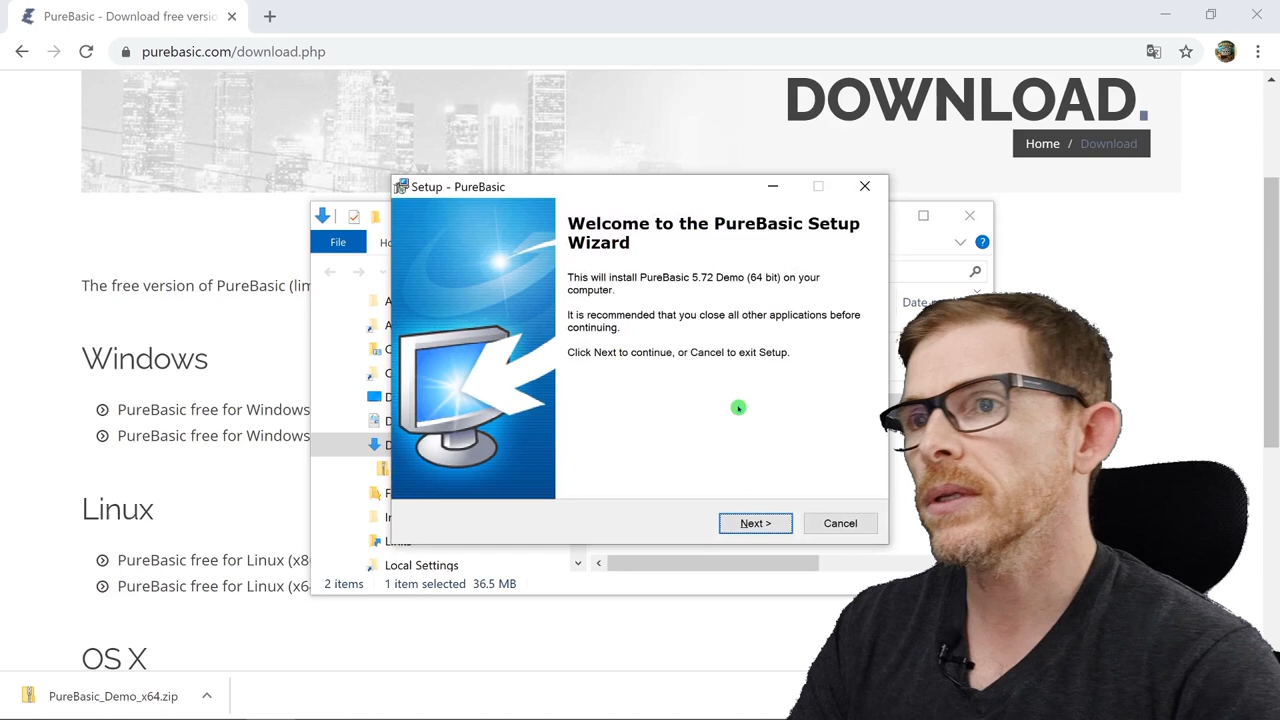 PureBasic - Download free versio
purebasic.com/download.php
DOWNLOAD.
Home / Download
The free version of PureBasic (lim
Windows
PureBasic free for Windows
PureBasic free for Windows
Linux
PureBasic free for Linux (x8
PureBasic free for Linux (x64
OS X
File
Ho
Date
Links
Local Settings
2 items 1 item selected 36.5 MB
Setup - PureBasic
Welcome to the PureBasic Setup
Wizard
This will install PureBasic 5.72 Demo (64 bit) on your
computer.
It is recommended that you close all other applications before
continuing.
Click Next to continue, or Cancel to exit Setup.
Next >
Cancel
PureBasic_Demo_x64.zip